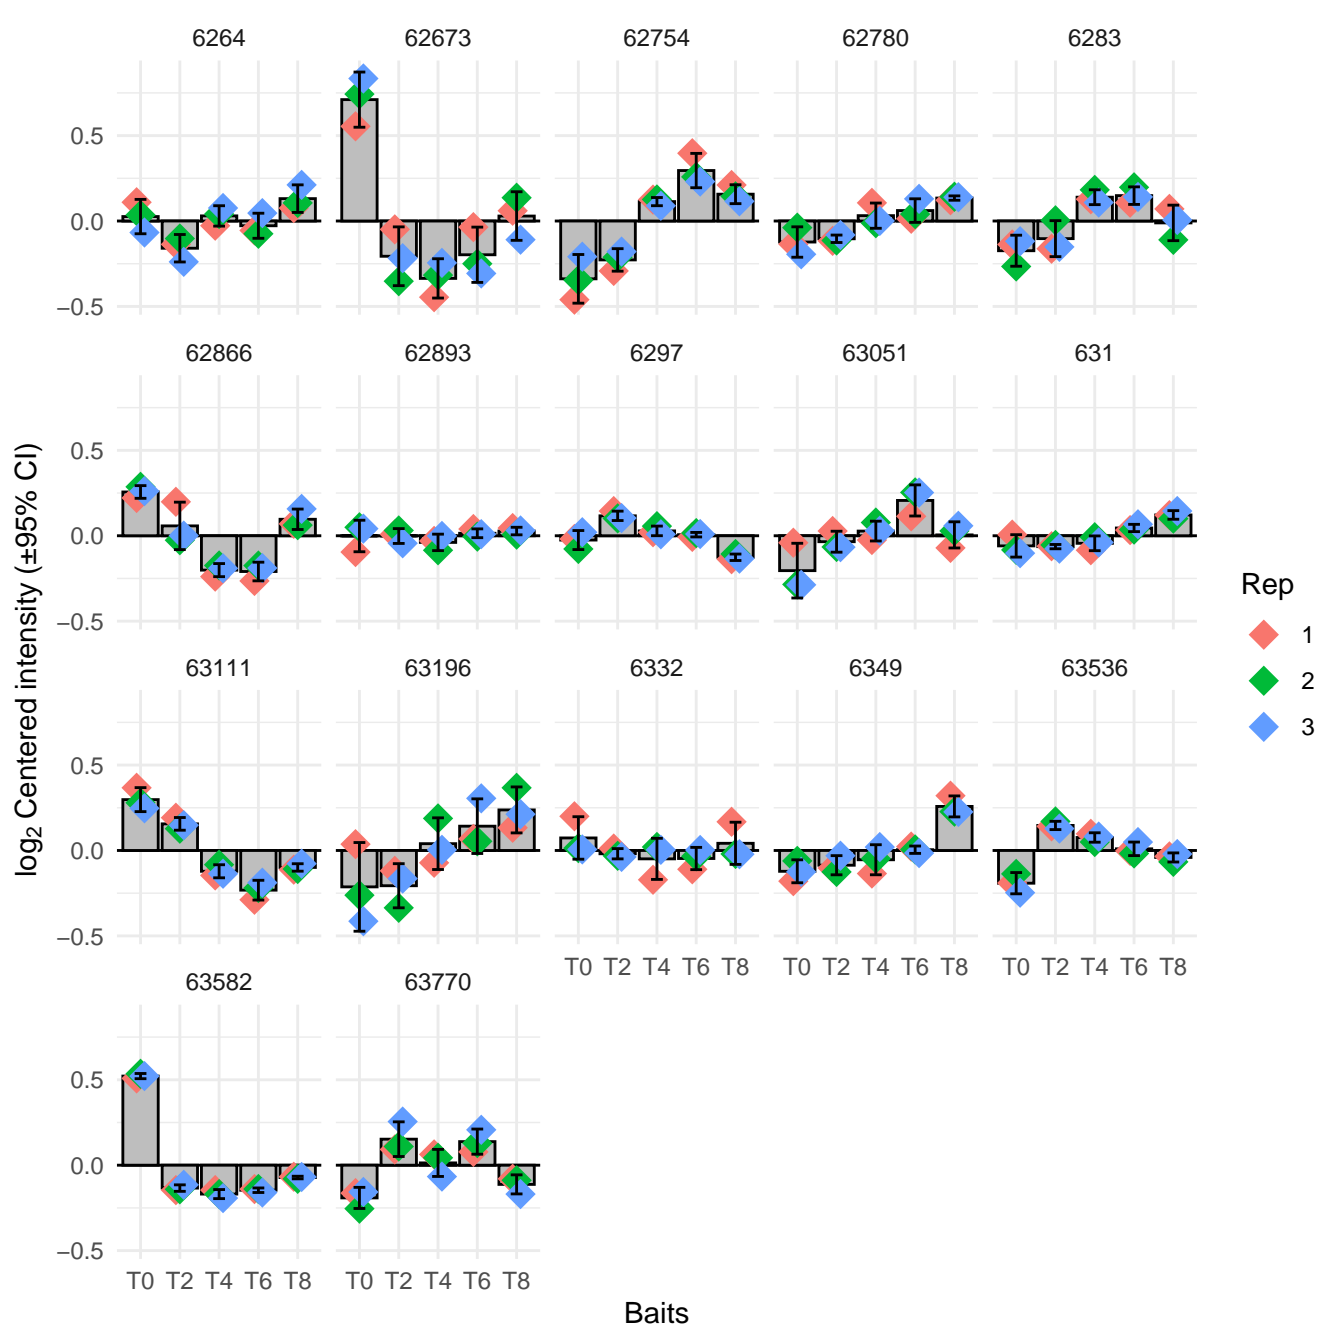 6264 62673 62754 62780 6283
0.5
0.0
−0.5
62866 62893 6297 63051 631
0.5
0.0
−0.5
63111 63196 6332 6349 63536
0.5
0.0
−0.5
T0 T2 T4 T6 T8 T0 T2 T4 T6 T8 T0 T2 T4 T6 T8
63582 63770
0.5
0.0
−0.5
T0 T2 T4 T6 T8 T0 T2 T4 T6 T8
Baits
log2 Centered intensity (±95% CI)
Rep
1
2
3